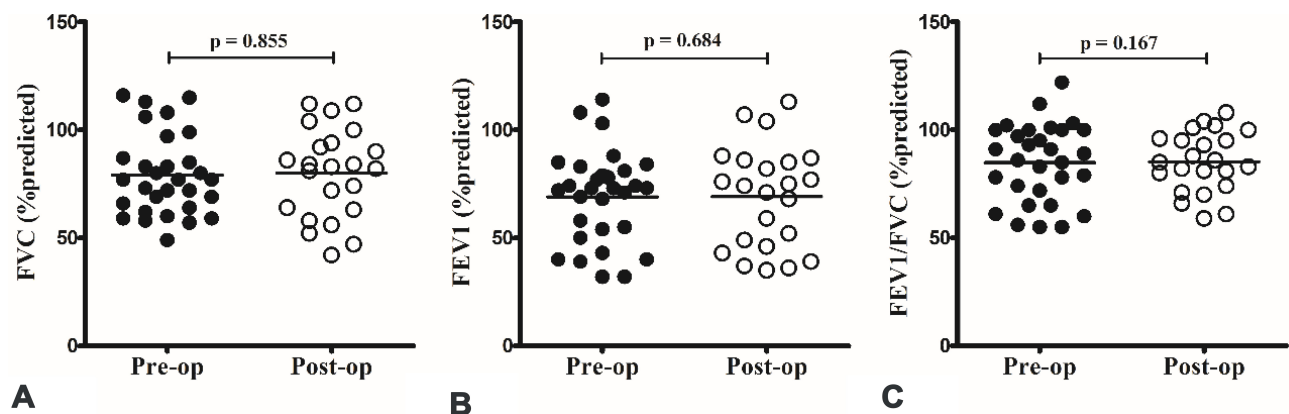 FVC (%predicted)
150
100
50
0
p = 0.855
Pre-op
Post-op
A
FEV1 (%predicted)
150
100
50
0
p = 0.684
Pre-op
Post-op
B
FEV1/FVC (%predicted)
150
100
50
0
p = 0.167
Pre-op
Post-op
C